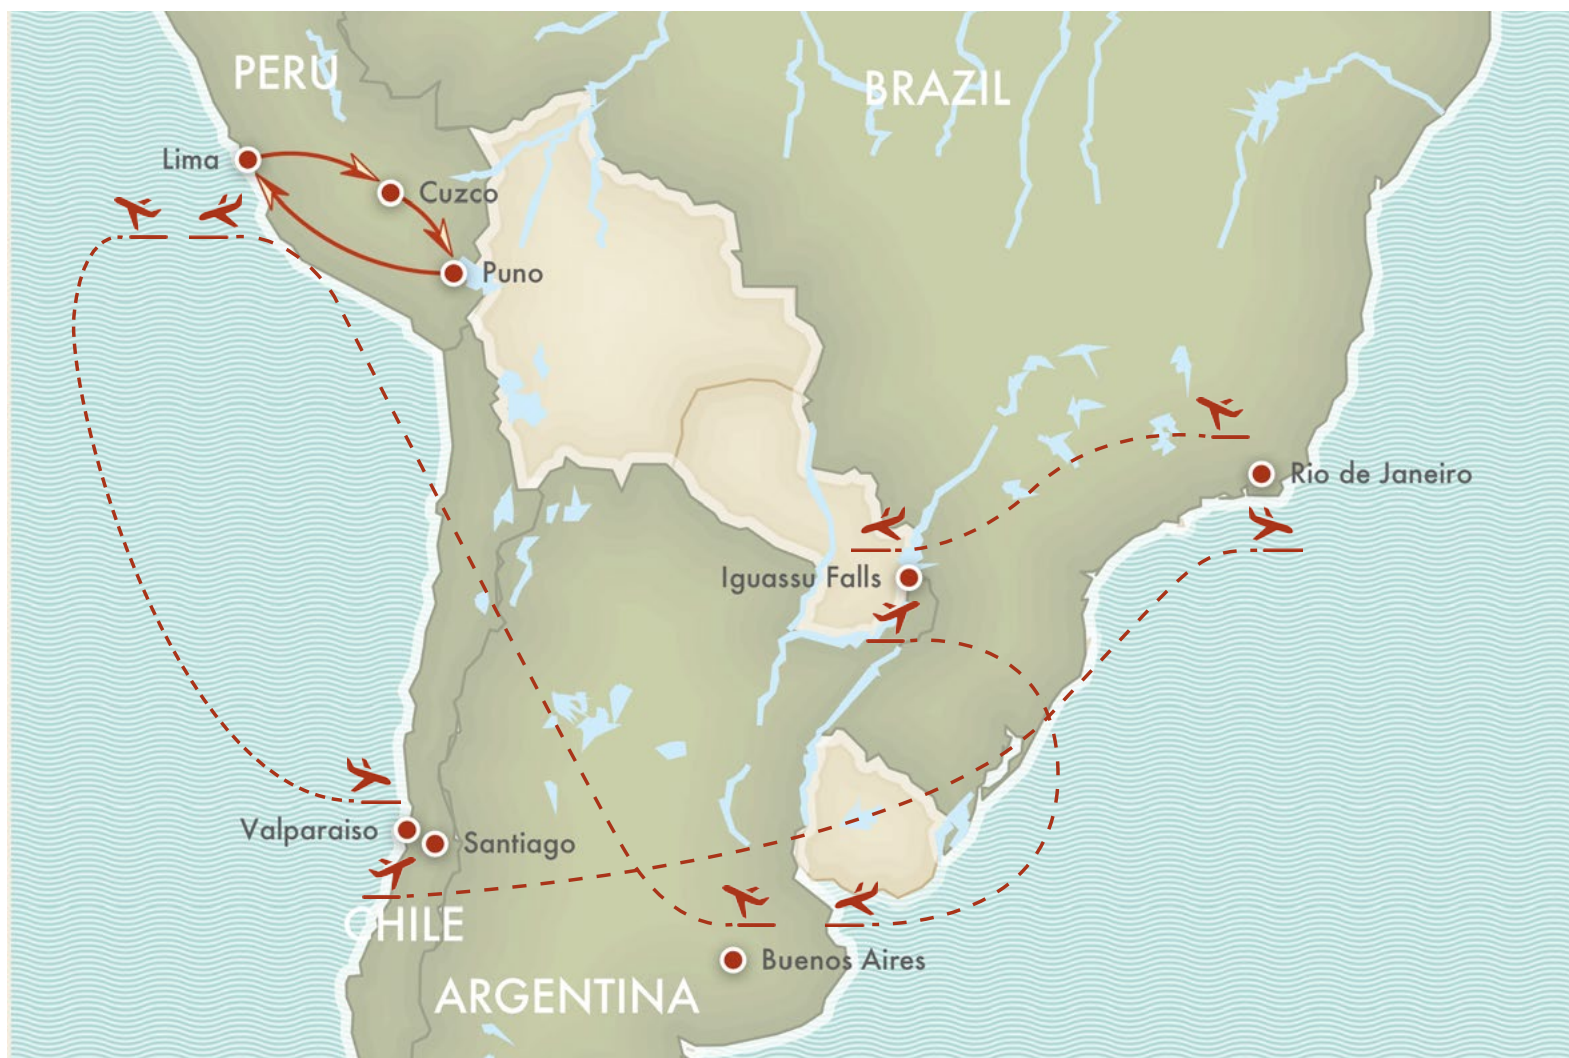 PERU
BRAZIL
Lima
Cuzco
Puno
Rio de Janeiro
Iguassu Falls
Valparaiso
Santiago
CHILE
Buenos Aires
ARGENTINA